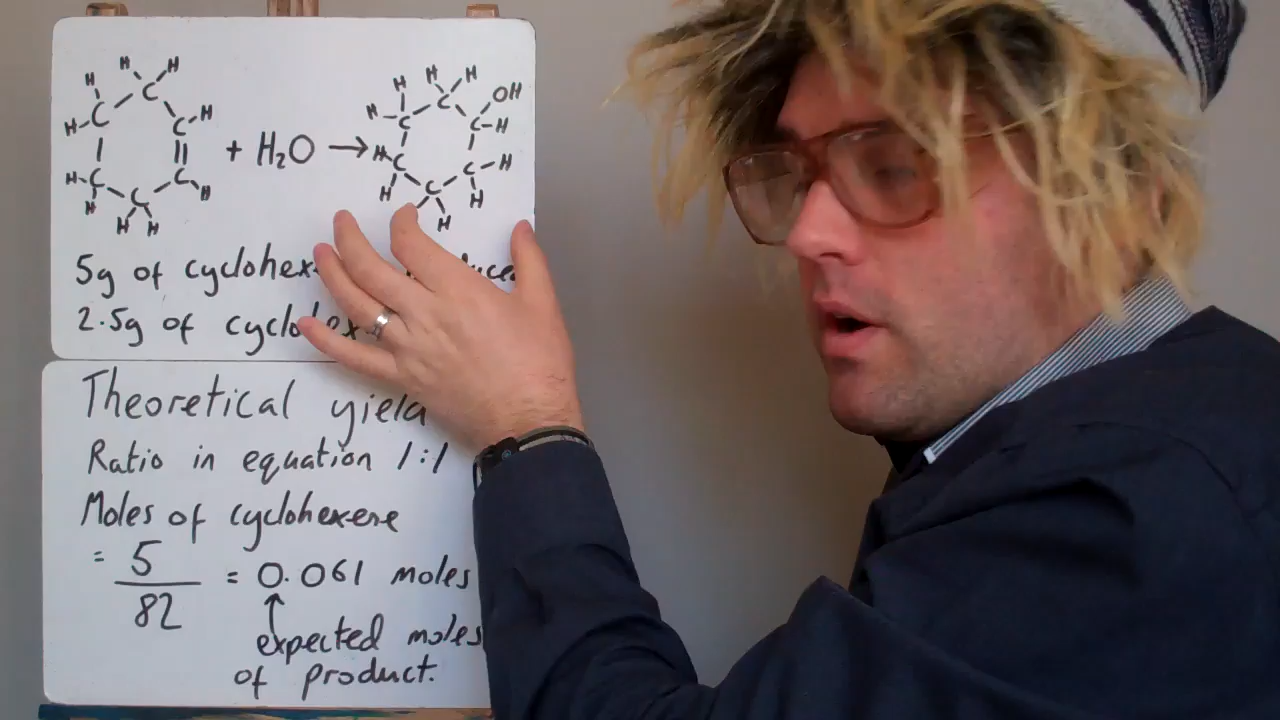 H H H H H OH
H C H H C H
H C C H + H₂O → H C C H
H C C H C C H
H C H H C H
H H H
5g of cyclohex
2.5g of
Theoretical yield
Ratio in equation 1:1
Moles of cyclohexene
= 5/82 = 0.061 moles
expected moles
of product.